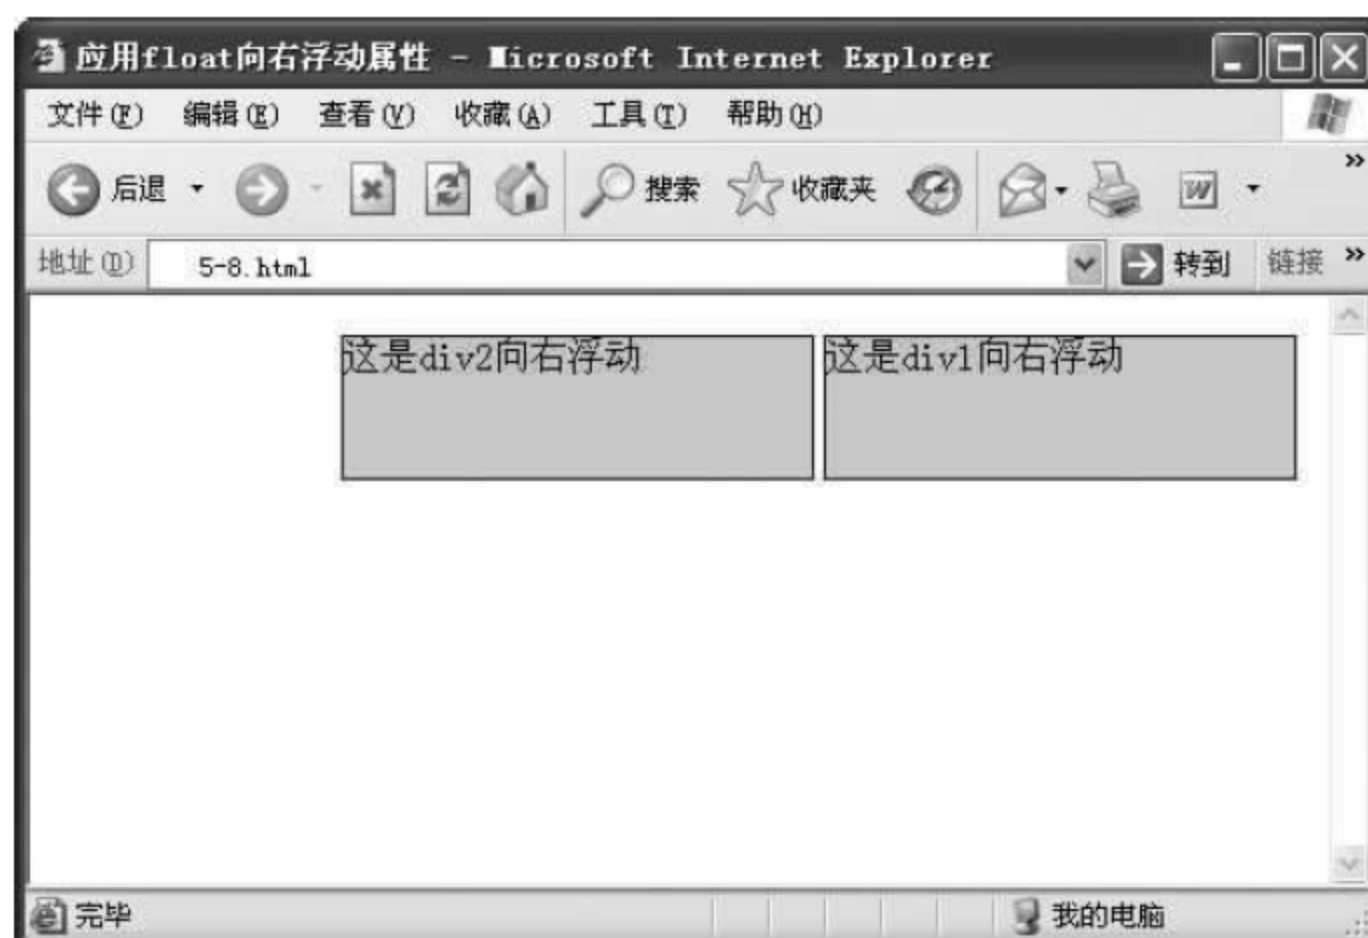 应用float向右浮动属性 - Microsoft Internet Explorer
文件(F) 编辑(E) 查看(V) 收藏(A) 工具(T) 帮助(H)
后退 搜索 收藏夹 »
地址(D) 5-8.html 转到 链接 »
这是div2向右浮动 这是div1向右浮动
完毕 我的电脑